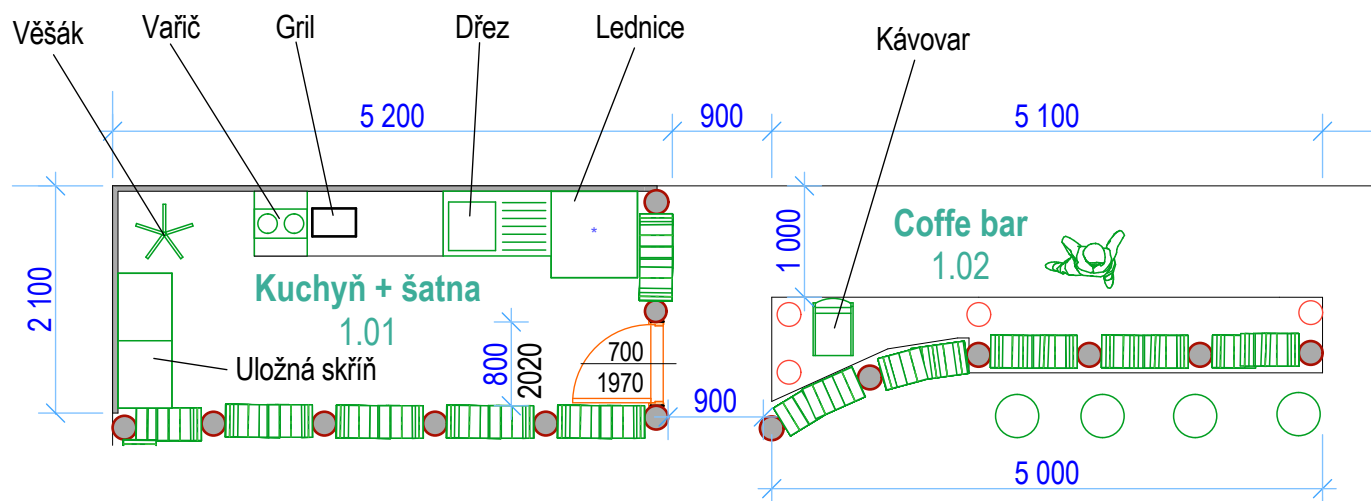 Věšák
Vařič
Gril
Dřez
Lednice
Kávovar
5 200
900
5 100
2 100
1 000
Kuchyň + šatna
1.01
Coffe bar
1.02
*
Uložná skříň
800
2020
700
1970
900
5 000